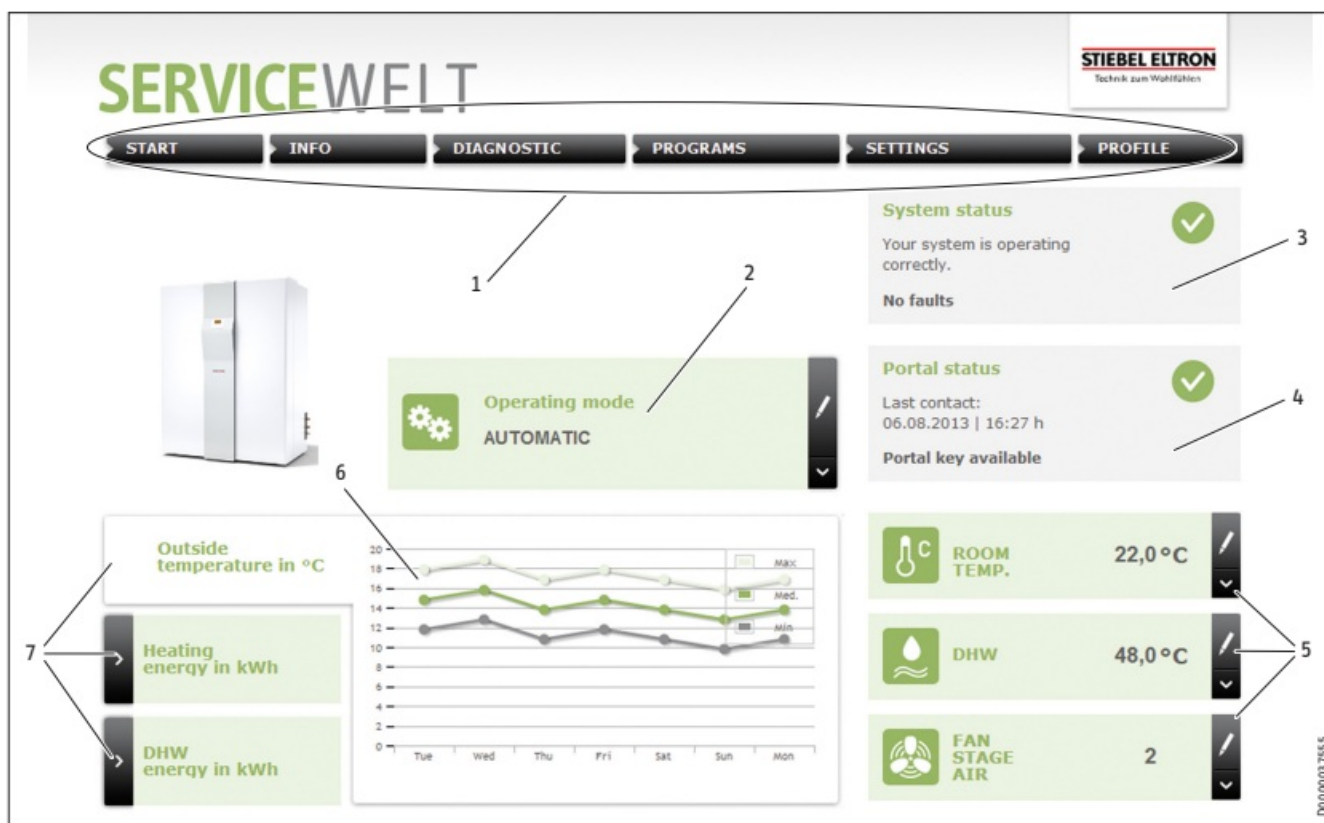 STIEBEL ELTRON
Technik zum Wohlfühlen
SERVICEWELT
START
INFO
DIAGNOSTIC
PROGRAMS
SETTINGS
PROFILE
1
2
System status
Your system is operating
correctly.
No faults
3
Operating mode
AUTOMATIC
Portal status
Last contact:
06.08.2013 | 16:27 h
Portal key available
4
6
Outside
temperature in °C
7
Heating
energy in kWh
DHW
energy in kWh
20
18
16
14
12
10
8
6
4
2
0
Max
Med.
Min
Tue
Wed
Thu
Fri
Sat
Sun
Mon
ROOM
TEMP.
22,0 °C
C
DHW
48,0 °C
5
FAN
STAGE
AIR
2
D0000037555